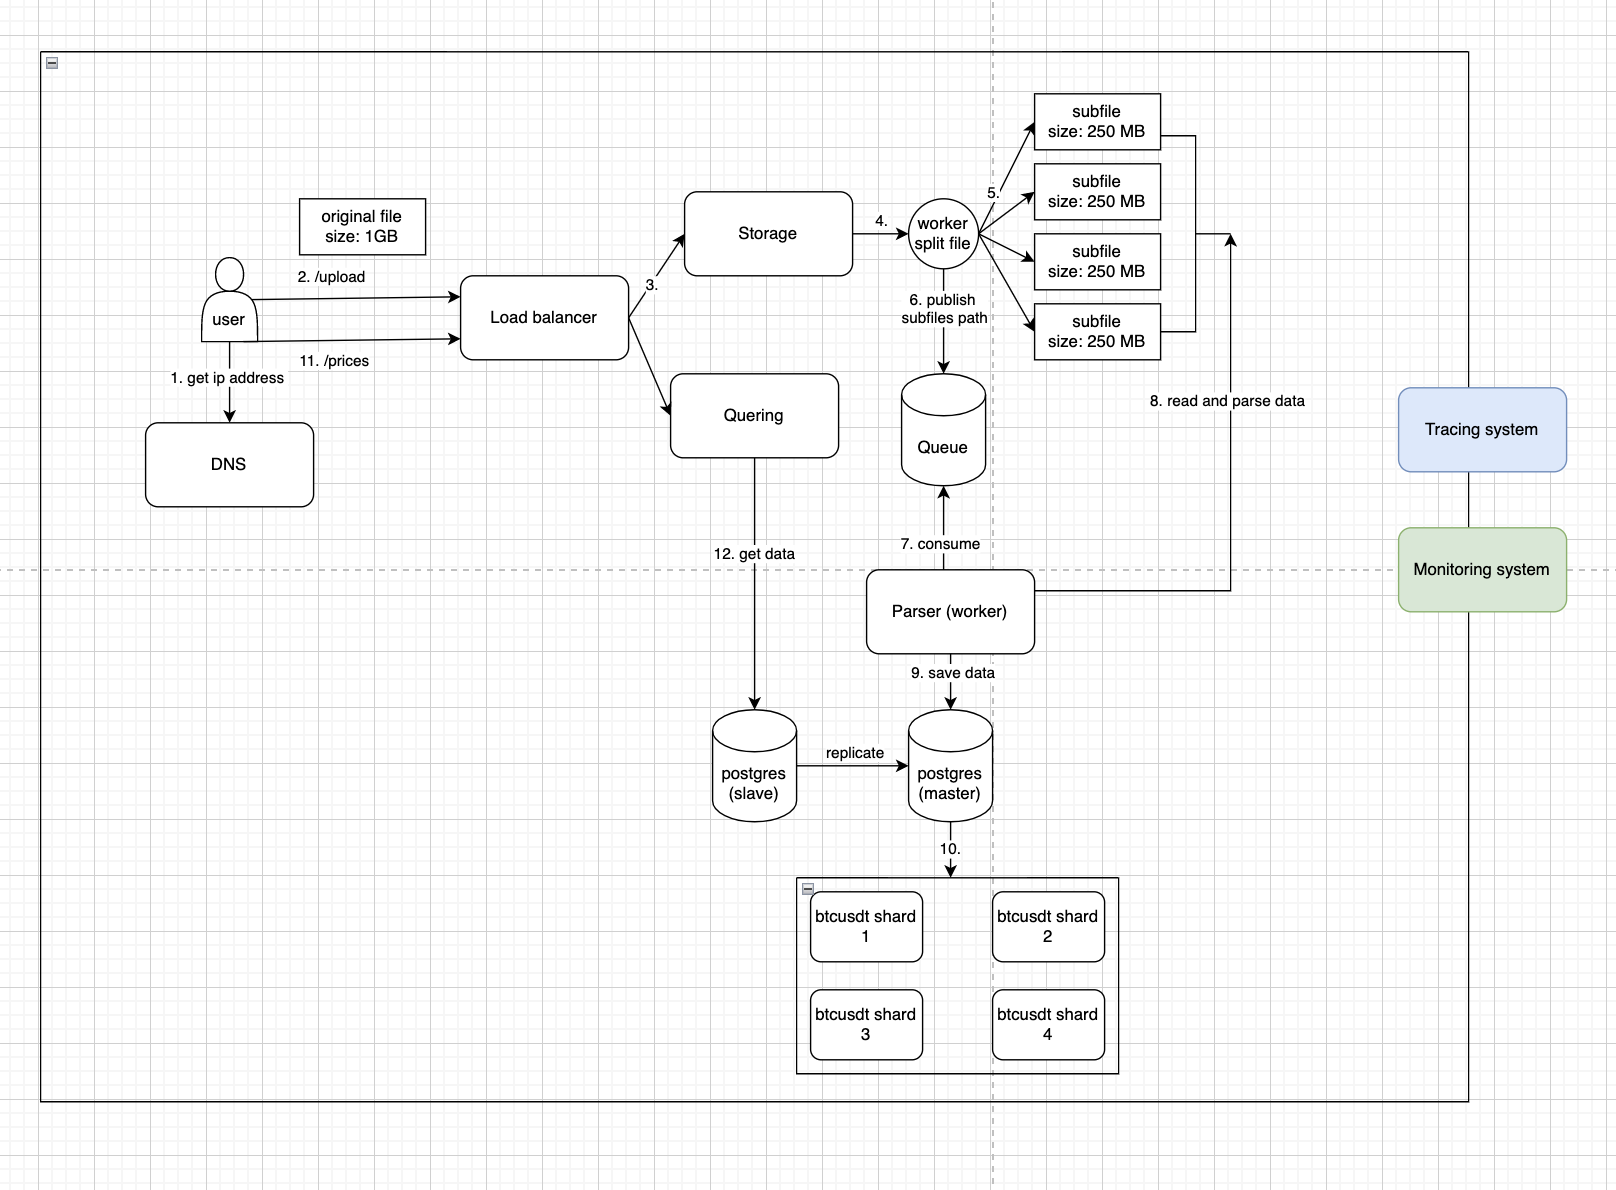 subfile
size: 250 MB
subfile
size: 250 MB
subfile
size: 250 MB
subfile
size: 250 MB
5.
original file
size: 1GB
Storage
4.
worker
split file
2. /upload
3.
6. publish
subfiles path
user
Load balancer
11. /prices
1. get ip address
8. read and parse data
Quering
Queue
Tracing system
DNS
7. consume
12. get data
Monitoring system
Parser (worker)
9. save data
replicate
postgres
(slave)
postgres
(master)
10.
btcusdt shard
1
btcusdt shard
2
btcusdt shard
3
btcusdt shard
4